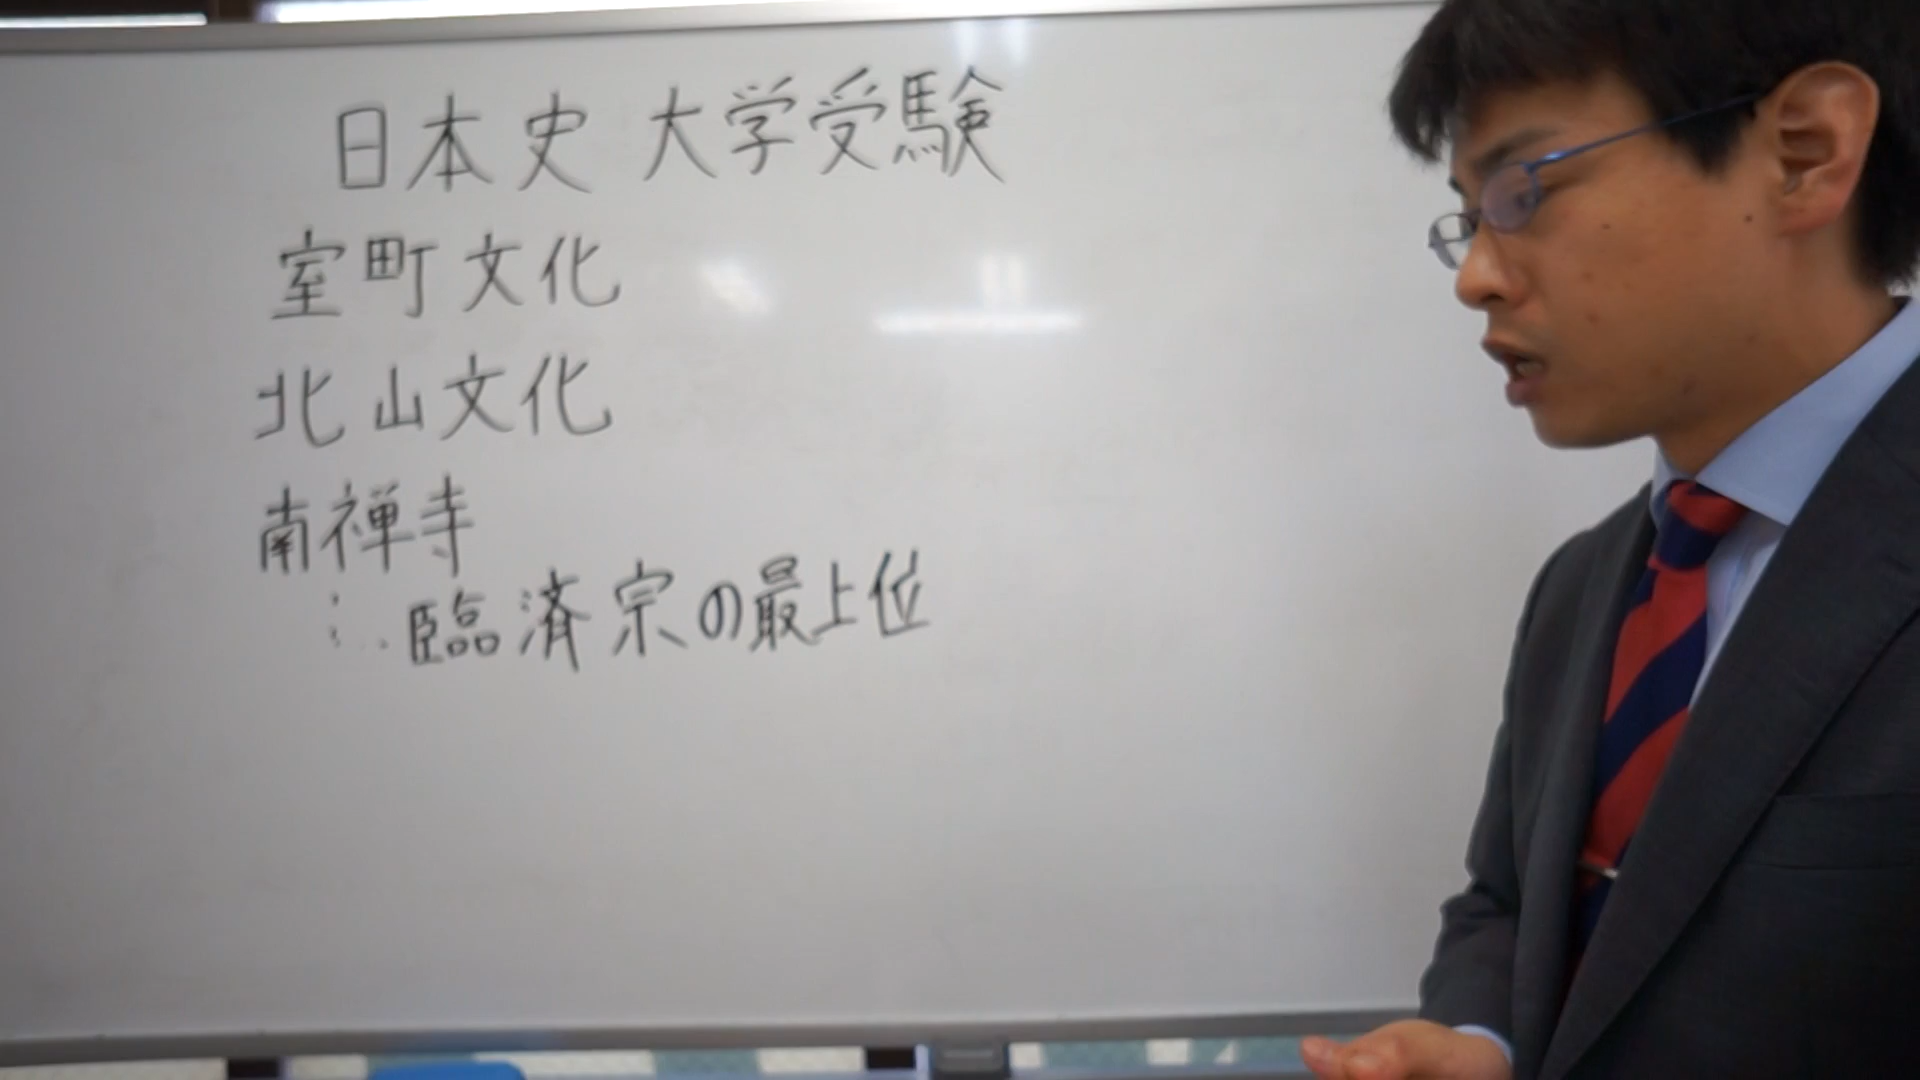 日本史 大学受験
室町文化
北山文化
南禅寺
∴臨済宗の最上位